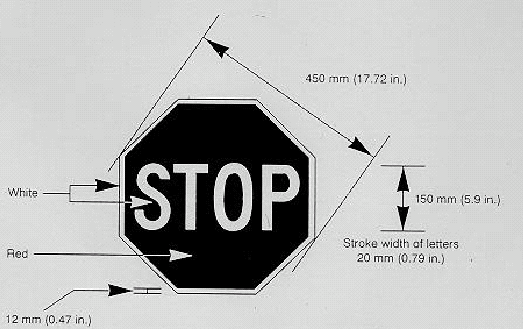 450 mm (17.72 in.)
STOP
White
150 mm (5.9 in.)
Stroke width of letters
20 mm (0.79 in.)
Red
12 mm (0.47 in.)